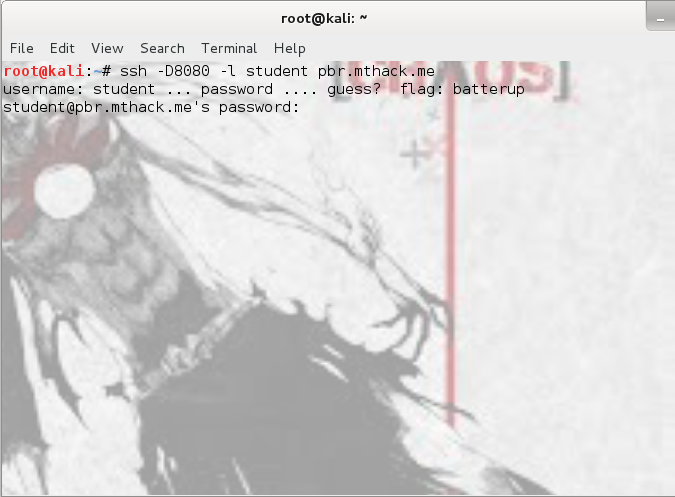 root@kali: ~
File Edit View Search Terminal Help
root@kali:~# ssh -D8080 -l student pbr.mthack.me
username: student ... password .... guess?  flag: batterup
student@pbr.mthack.me's password: